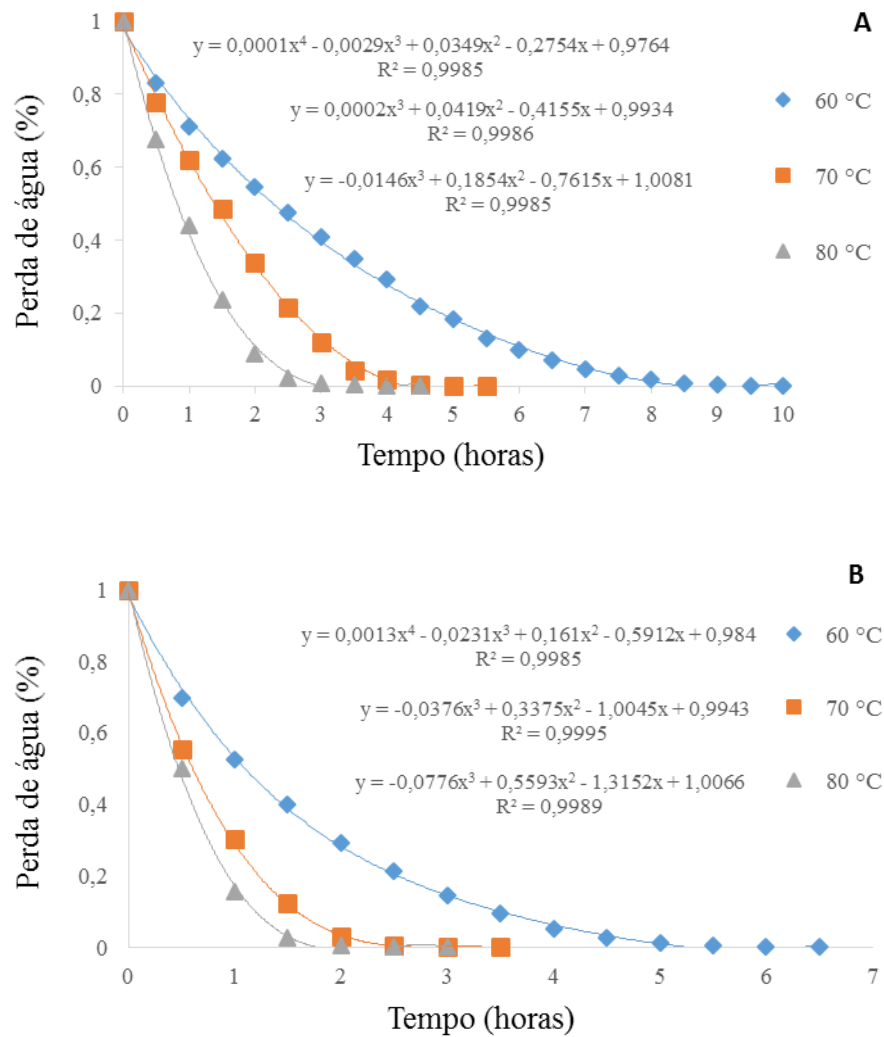 A
y = 0,0001x⁴ - 0,0029x³ + 0,0349x² - 0,2754x + 0,9764
R² = 0,9985
y = 0,0002x³ + 0,0419x² - 0,4155x + 0,9934
R² = 0,9986
y = -0,0146x³ + 0,1854x² - 0,7615x + 1,0081
R² = 0,9985
60 °C
70 °C
80 °C
Perda de água (%)
1
0,8
0,6
0,4
0,2
0
0 1 2 3 4 5 6 7 8 9 10
Tempo (horas)
B
y = 0,0013x⁴ - 0,0231x³ + 0,161x² - 0,5912x + 0,984
R² = 0,9985
y = -0,0376x³ + 0,3375x² - 1,0045x + 0,9943
R² = 0,9995
y = -0,0776x³ + 0,5593x² - 1,3152x + 1,0066
R² = 0,9989
60 °C
70 °C
80 °C
Perda de água (%)
1
0,8
0,6
0,4
0,2
0
0 1 2 3 4 5 6 7
Tempo (horas)